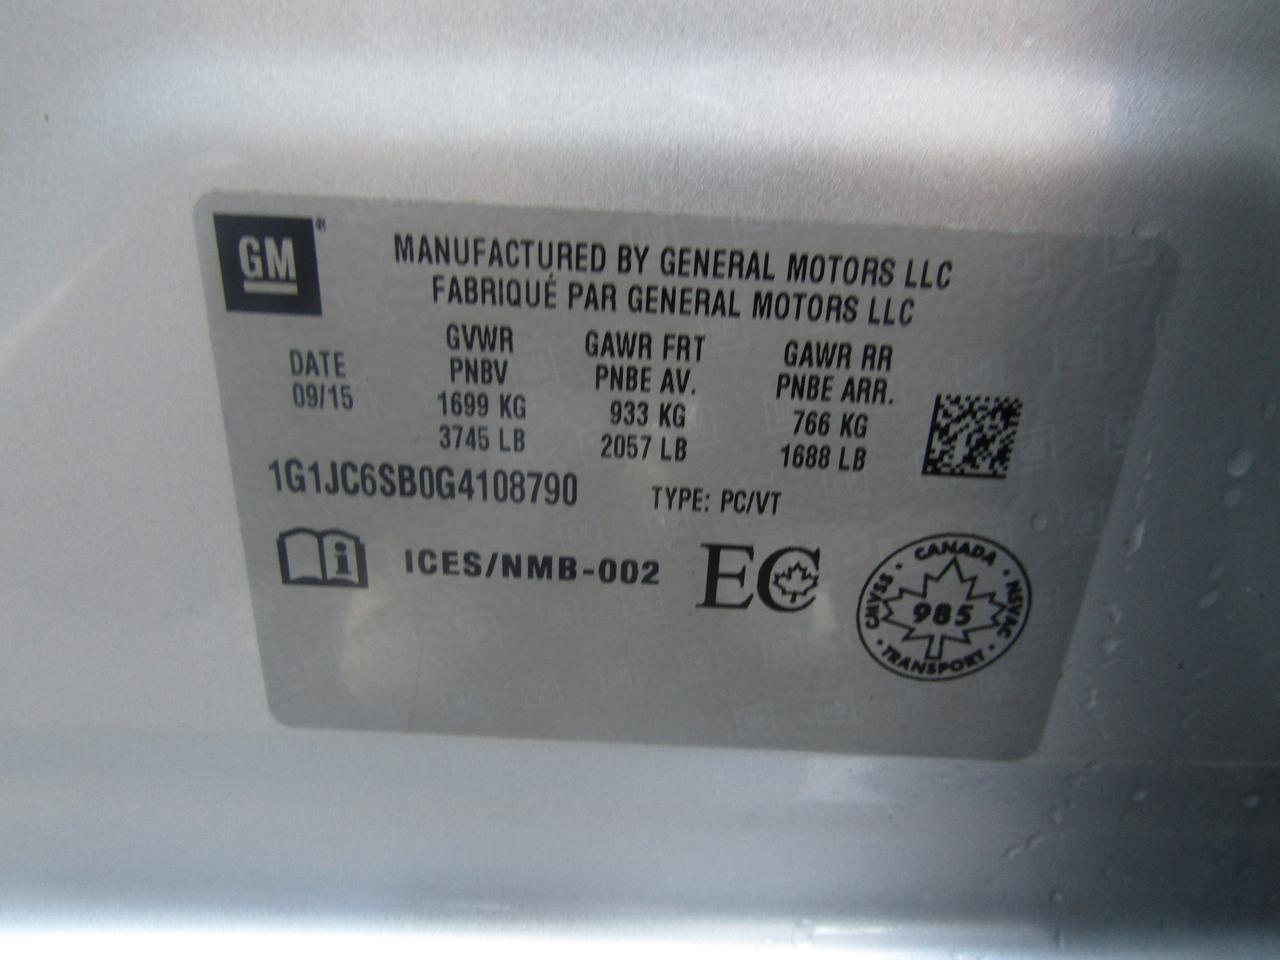 GM
MANUFACTURED BY GENERAL MOTORS LLC
FABRIQUÉ PAR GENERAL MOTORS LLC
DATE
09/15
GVWR
PNBV
1699 KG
3745 LB
GAWR FRT
PNBE AV.
933 KG
2057 LB
GAWR RR
PNBE ARR.
766 KG
1688 LB
1G1JC6SB0G4108790
TYPE: PC/VT
i
ICES/NMB-002
EC
CANADA
CMVSS • NSVAC
985
TRANSPORT